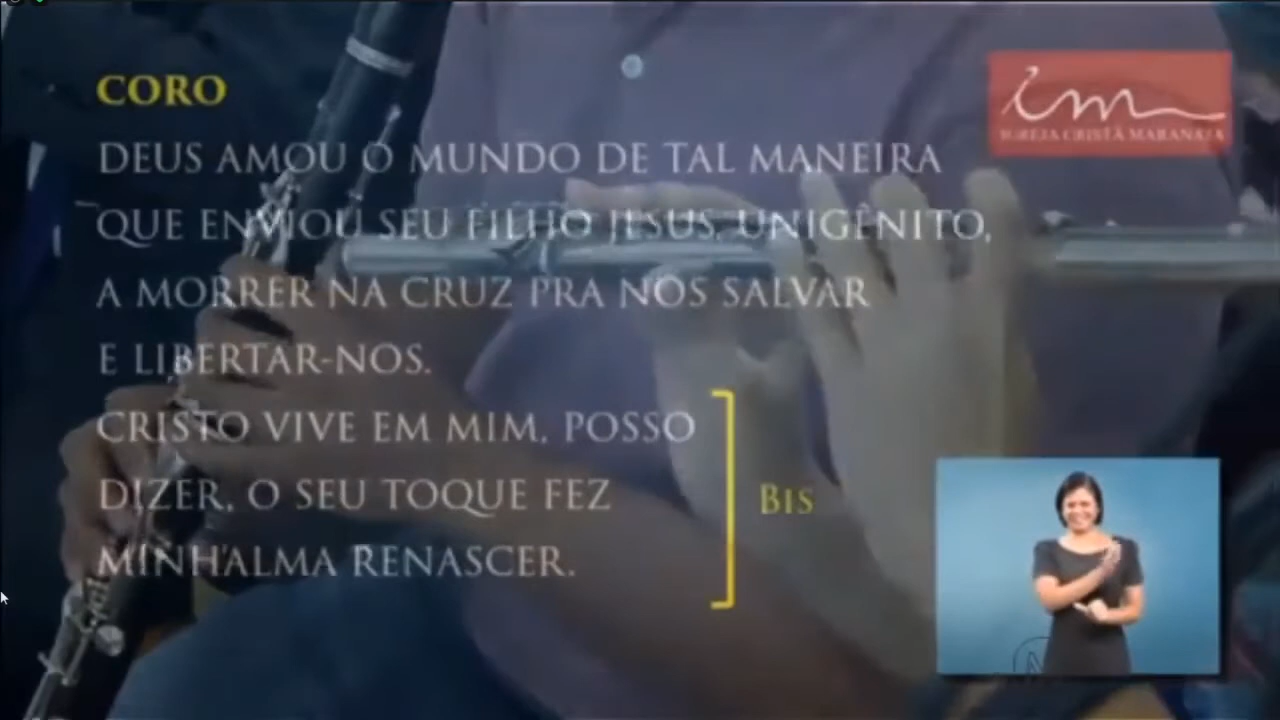 CORO
DEUS AMOU O MUNDO DE TAL MANEIRA
QUE ENVIOU SEU FILHO JESUS, UNIGÊNITO,
A MORRER NA CRUZ PRA NOS SALVAR
E LIBERTAR-NOS.
CRISTO VIVE EM MIM, POSSO
DIZER, O SEU TOQUE FEZ
MINH'ALMA RENASCER.
BIS
im
IGREJA CRISTÃ MARANATA